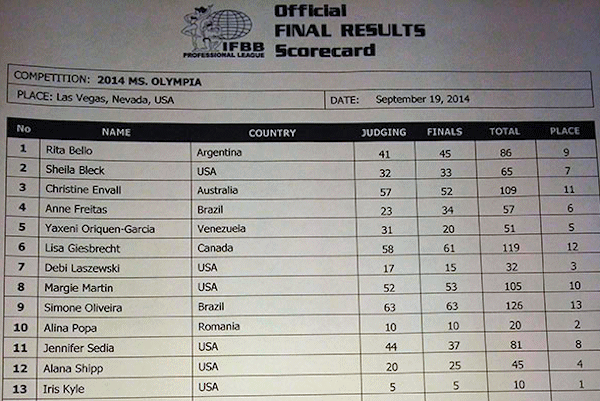 Official
FINAL RESULTS
Scorecard
IFBB
PROFESSIONAL LEAGUE
COMPETITION: 2014 MS. OLYMPIA
PLACE: Las Vegas, Nevada, USA DATE: September 19, 2014
No NAME COUNTRY JUDGING FINALS TOTAL PLACE
1 Rita Bello Argentina 41 45 86 9
2 Sheila Bleck USA 32 33 65 7
3 Christine Envall Australia 57 52 109 11
4 Anne Freitas Brazil 23 34 57 6
5 Yaxeni Oriquen-Garcia Venezuela 31 20 51 5
6 Lisa Giesbrecht Canada 58 61 119 12
7 Debi Laszewski USA 17 15 32 3
8 Margie Martin USA 52 53 105 10
9 Simone Oliveira Brazil 63 63 126 13
10 Alina Popa Romania 10 10 20 2
11 Jennifer Sedia USA 44 37 81 8
12 Alana Shipp USA 20 25 45 4
13 Iris Kyle USA 5 5 10 1